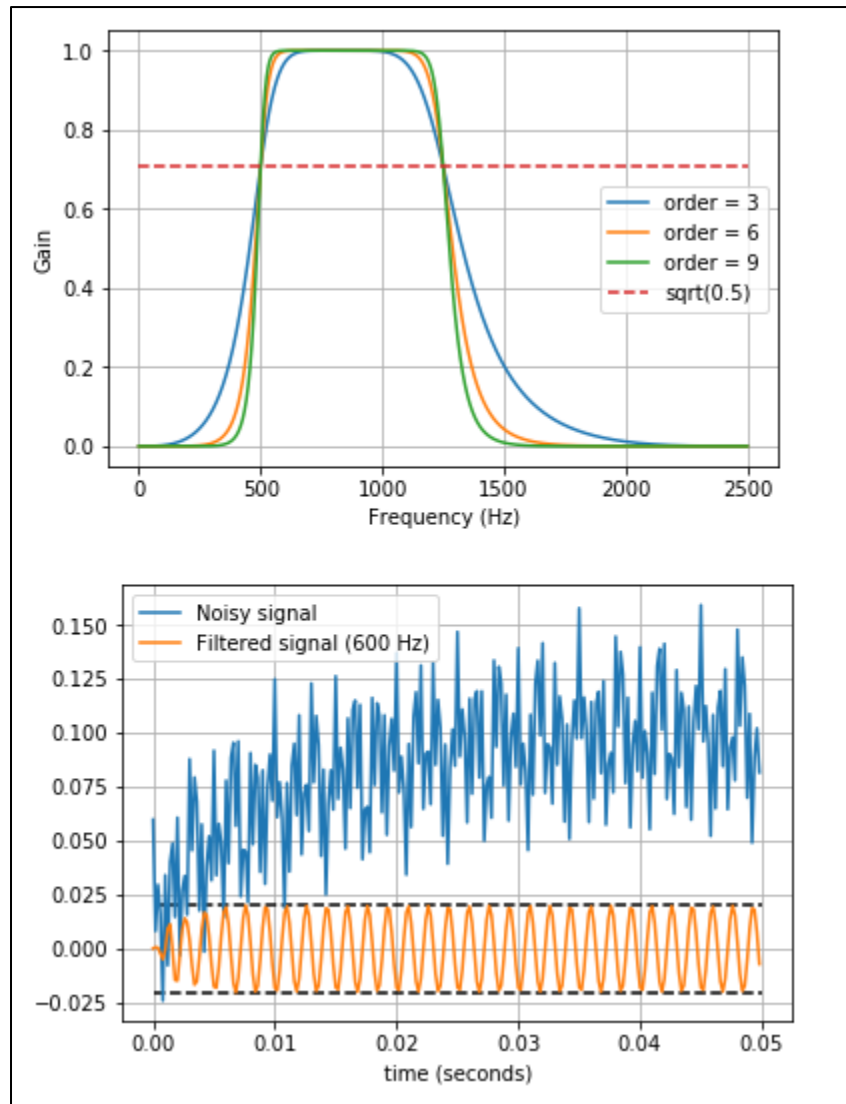 1.0
0.8
0.6
0.4
0.2
0.0
Gain
order = 3
order = 6
order = 9
sqrt(0.5)
0 500 1000 1500 2000 2500
Frequency (Hz)
Noisy signal
Filtered signal (600 Hz)
0.150
0.125
0.100
0.075
0.050
0.025
0.000
−0.025
0.00 0.01 0.02 0.03 0.04 0.05
time (seconds)